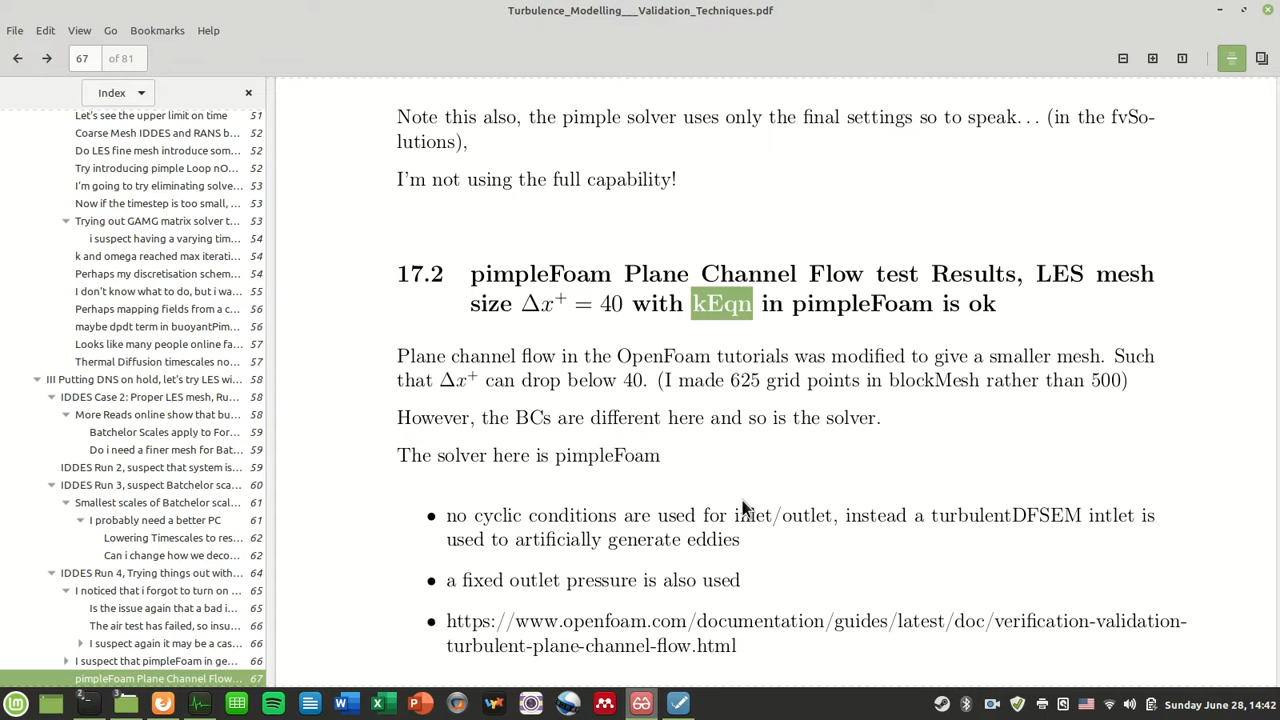 Turbulence_Modelling___Validation_Techniques.pdf
File Edit View Go Bookmarks Help
67 of 81
Index
Let's see the upper limit on time 51
Coarse Mesh IDDES and RANS b... 52
Do LES fine mesh introduce som... 52
Try introducing pimple Loop nO... 52
I'm going to try eliminating solve... 53
Now if the timestep is too small, ... 53
Trying out GAMG matrix solver t... 53
i suspect having a varying tim... 54
k and omega reached max iterati... 54
Perhaps my discretisation schem... 54
I don't know what to do, but i wa... 55
Perhaps mapping fields from a c... 56
maybe dpdt term in buoyantPim... 56
Looks like many people online fa... 57
Thermal Diffusion timescales no... 57
III Putting DNS on hold, let's try LES wi... 58
IDDES Case 2: Proper LES mesh, Ru... 58
More Reads online show that bu... 58
Batchelor Scales apply to For... 59
Do i need a finer mesh for Bat... 59
IDDES Run 2, suspect that system is... 59
IDDES Run 3, suspect Batchelor sca... 60
Smallest scales of Batchelor scal... 61
I probably need a better PC 61
Lowering Timescales to res... 62
Can i change how we deco... 62
IDDES Run 4, Trying things out with... 64
I noticed that i forgot to turn on ... 65
Is the issue again that a bad i... 65
The air test has failed, so insu... 66
I suspect again it may be a cas... 66
I suspect that pimpleFoam in ge... 66
pimpleFoam Plane Channel Flow... 67
Note this also, the pimple solver uses only the final settings so to speak... (in the fvSo-
lutions),
I'm not using the full capability!
17.2 pimpleFoam Plane Channel Flow test Results, LES mesh
size Δx⁺ = 40 with kEqn in pimpleFoam is ok
Plane channel flow in the OpenFoam tutorials was modified to give a smaller mesh. Such
that Δx⁺ can drop below 40. (I made 625 grid points in blockMesh rather than 500)
However, the BCs are different here and so is the solver.
The solver here is pimpleFoam
• no cyclic conditions are used for inlet/outlet, instead a turbulentDFSEM intlet is
used to artificially generate eddies
• a fixed outlet pressure is also used
• https://www.openfoam.com/documentation/guides/latest/doc/verification-validation-
turbulent-plane-channel-flow.html
Sunday June 28, 14:42